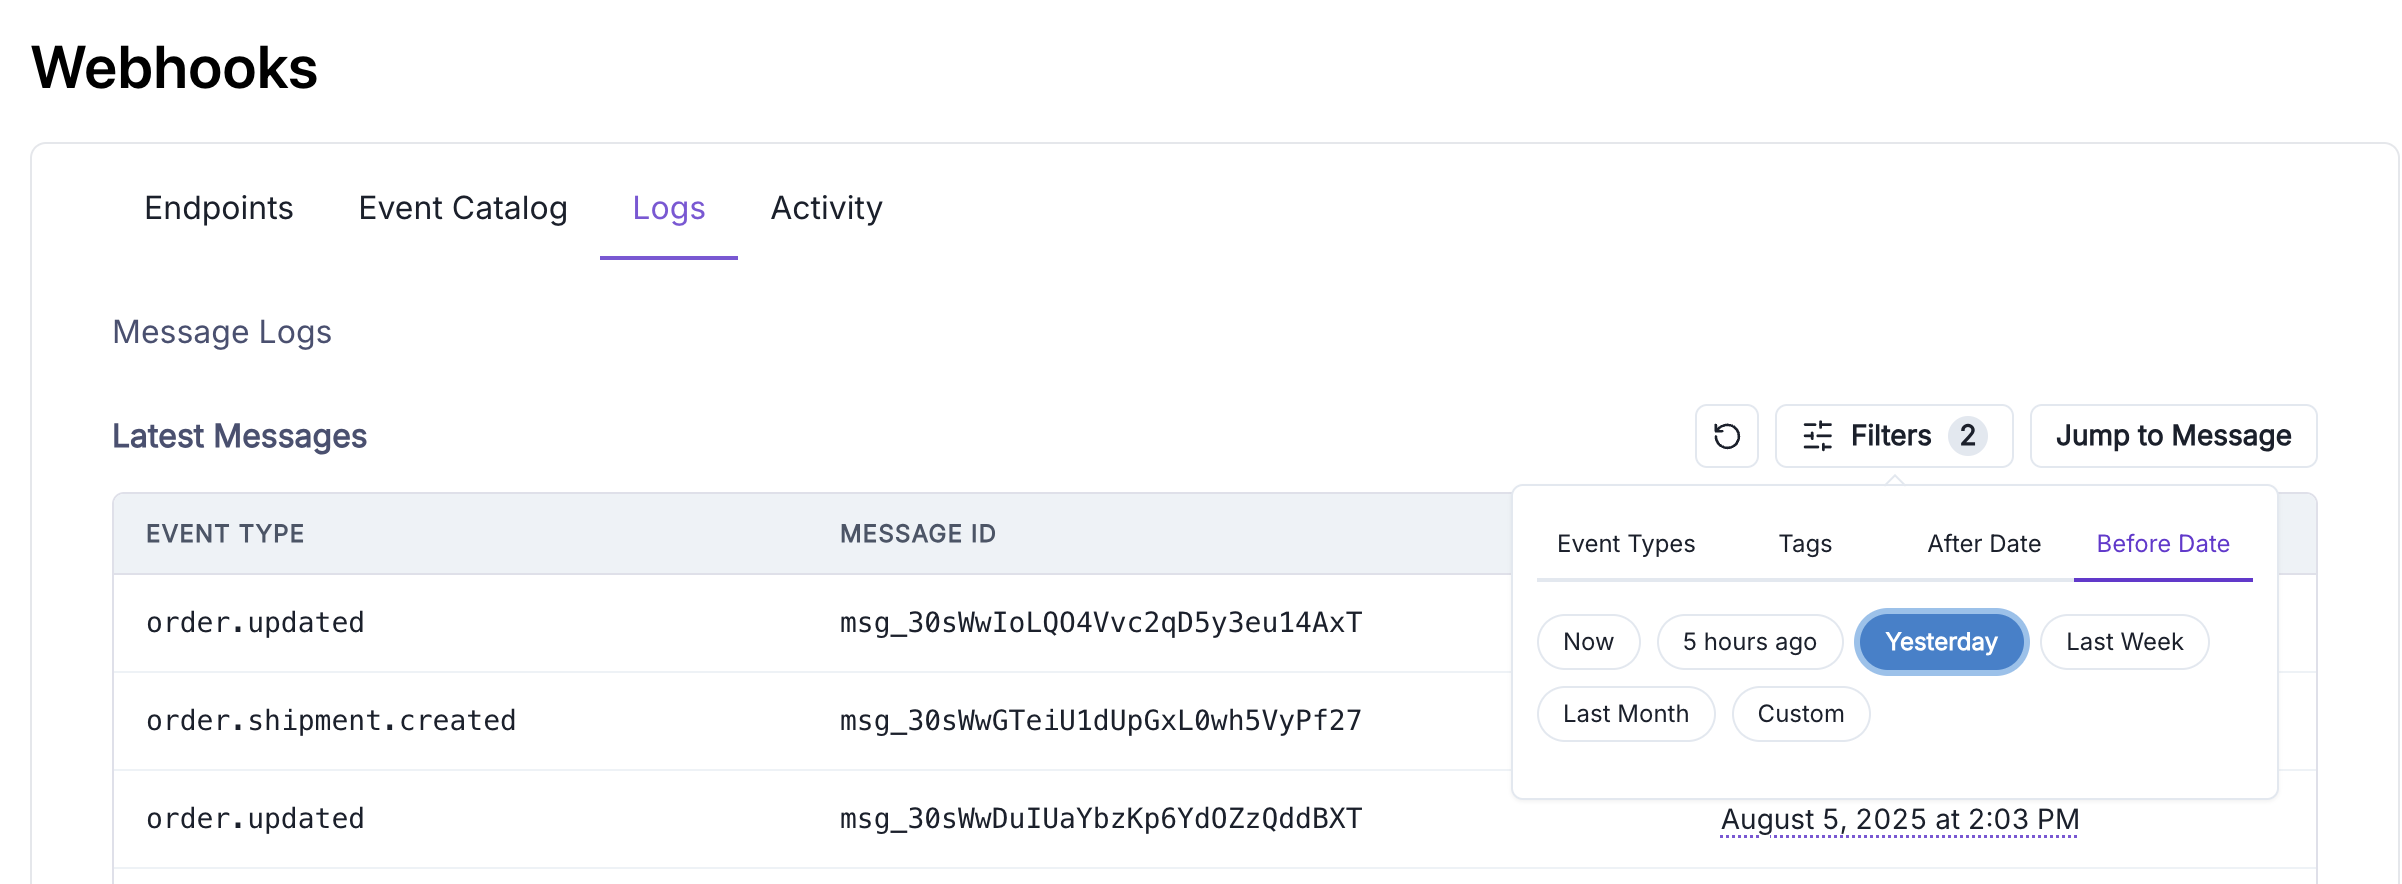 Webhooks
Endpoints Event Catalog Logs Activity
Message Logs
Latest Messages Filters 2 Jump to Message
EVENT TYPE MESSAGE ID
Event Types Tags After Date Before Date
Now 5 hours ago Yesterday Last Week
Last Month Custom
order.updated msg_30sWwIoLQO4Vvc2qD5y3eu14AxT
order.shipment.created msg_30sWwGTeiU1dUpGxL0wh5VyPf27
order.updated msg_30sWwDuIUaYbzKp6YdOZzQddBXT August 5, 2025 at 2:03 PM